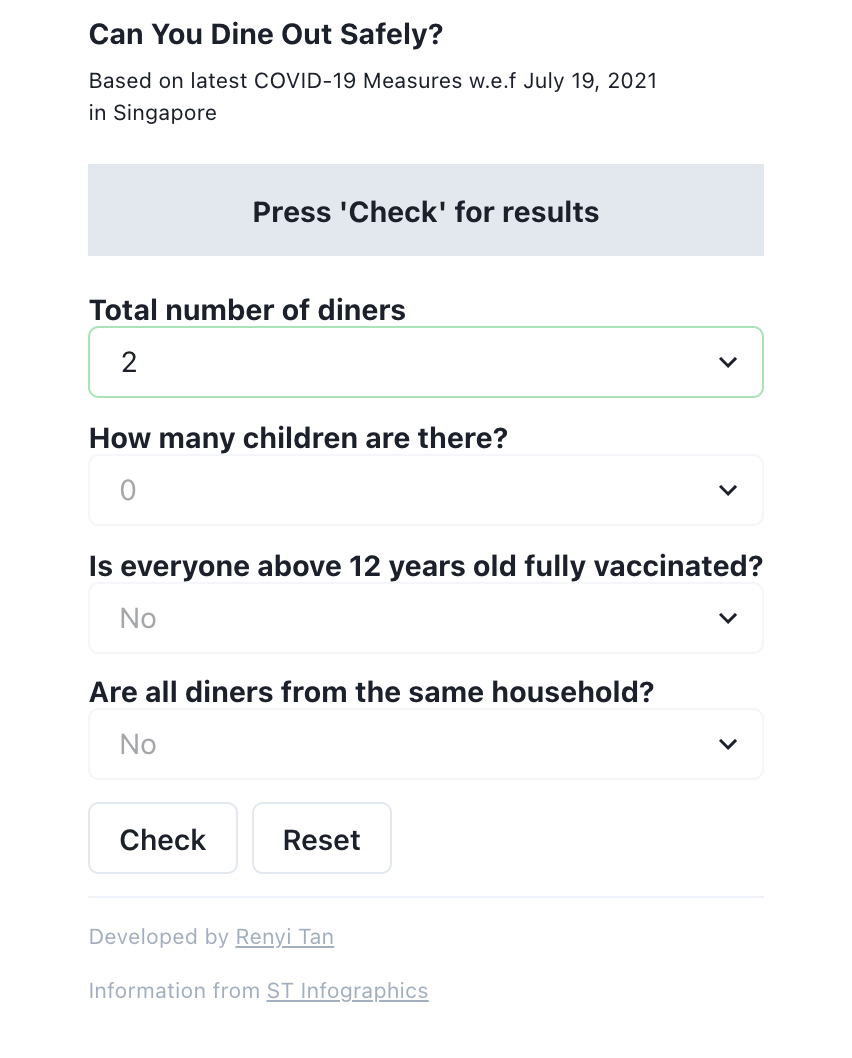 Can You Dine Out Safely?
Based on latest COVID-19 Measures w.e.f July 19, 2021
in Singapore
Press 'Check' for results
Total number of diners
2
How many children are there?
0
Is everyone above 12 years old fully vaccinated?
No
Are all diners from the same household?
No
Check Reset
Developed by Renyi Tan
Information from ST Infographics